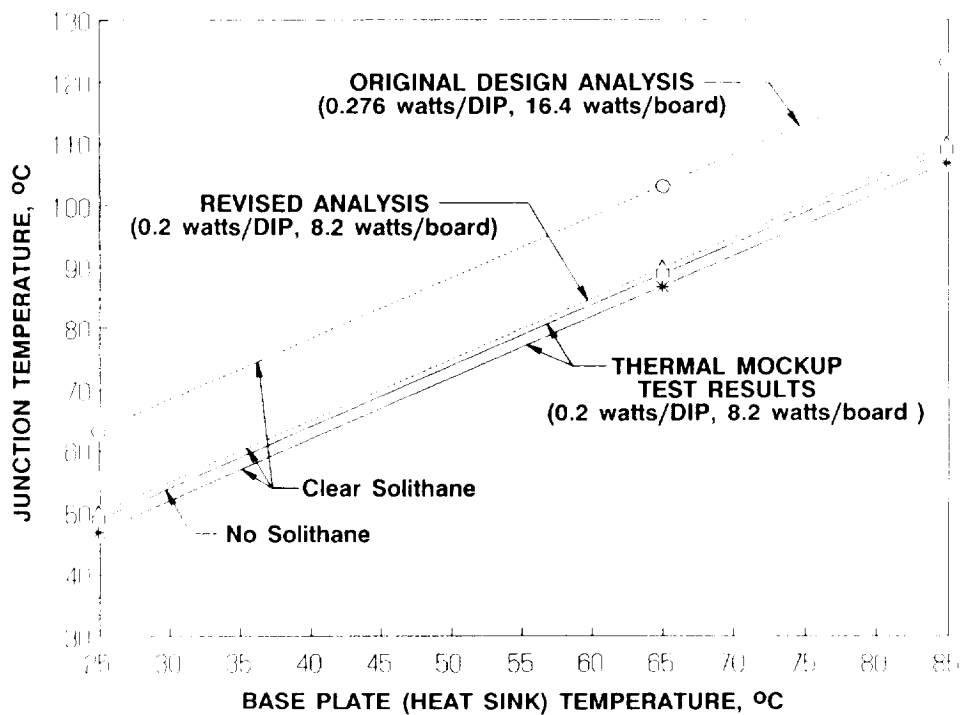 130
120
110
100
90
80
70
60
50
40
30
JUNCTION TEMPERATURE, °C
ORIGINAL DESIGN ANALYSIS
(0.276 watts/DIP, 16.4 watts/board)
REVISED ANALYSIS
(0.2 watts/DIP, 8.2 watts/board)
THERMAL MOCKUP
TEST RESULTS
(0.2 watts/DIP, 8.2 watts/board )
Clear Solithane
No Solithane
25 30 35 40 45 50 55 60 65 70 75 80 85
BASE PLATE (HEAT SINK) TEMPERATURE, °C